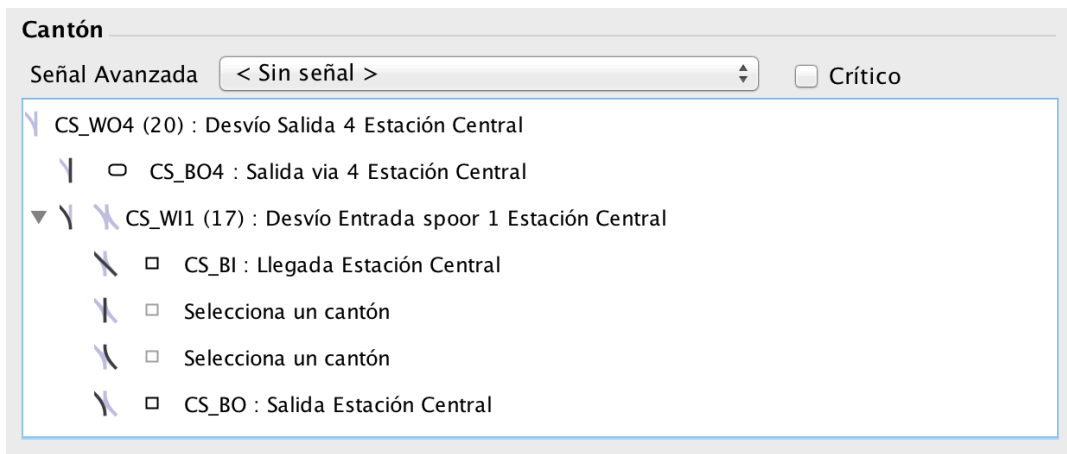 Cantón
Señal Avanzada < Sin señal > Crítico
CS_WO4 (20) : Desvío Salida 4 Estación Central
CS_BO4 : Salida via 4 Estación Central
CS_WI1 (17) : Desvío Entrada spoor 1 Estación Central
CS_BI : Llegada Estación Central
Selecciona un cantón
Selecciona un cantón
CS_BO : Salida Estación Central